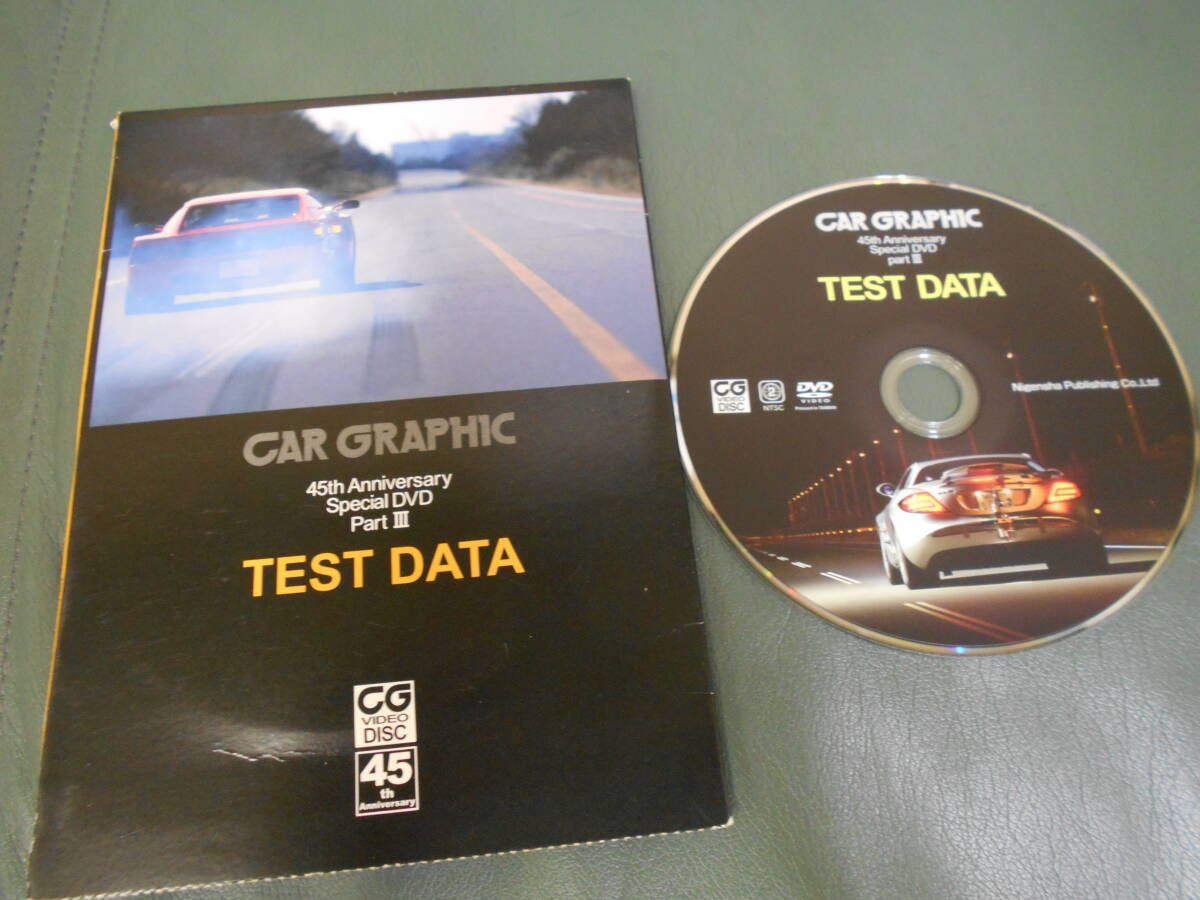 CAR GRAPHIC
45th Anniversary
Special DVD
Part III
TEST DATA
CG
VIDEO
DISC
45
th
Anniversary
CAR GRAPHIC
45th Anniversary
Special DVD
part III
TEST DATA
CG
VIDEO
DISC
2
NTSC
DVD
VIDEO
Nigensha Publishing Co.,Ltd